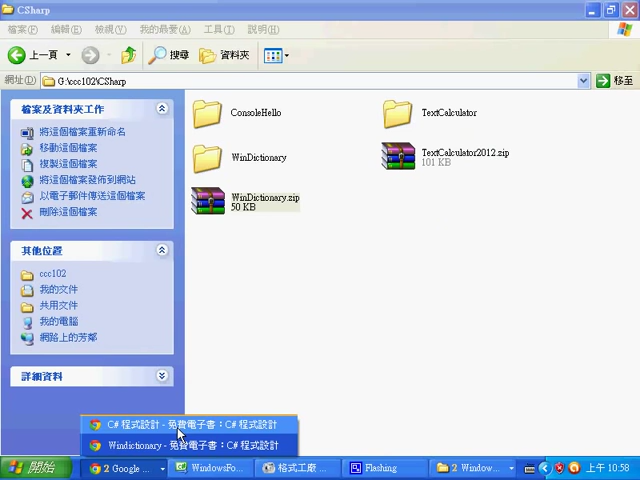 CSharp
檔案(F) 編輯(E) 檢視(V) 我的最愛(A) 工具(T) 說明(H)
上一頁 搜尋 資料夾
網址(D) G:\ccc102\CSharp 移至
檔案及資料夾工作
將這個檔案重新命名
移動這個檔案
複製這個檔案
將這個檔案發佈到網站
以電子郵件傳送這個檔案
刪除這個檔案
其他位置
ccc102
我的文件
共用文件
我的電腦
網路上的芳鄰
詳細資料
ConsoleHello
TextCalculator
WinDictionary
TextCalculator2012.zip
101 KB
WinDictionary.zip
50 KB
C# 程式設計 - 免費電子書：C# 程式設計
Windictionary - 免費電子書：C# 程式設計
開始 2 Google ... WindowsFo... 格式工廠 ... Flashing 2 Window... 上午 10:58